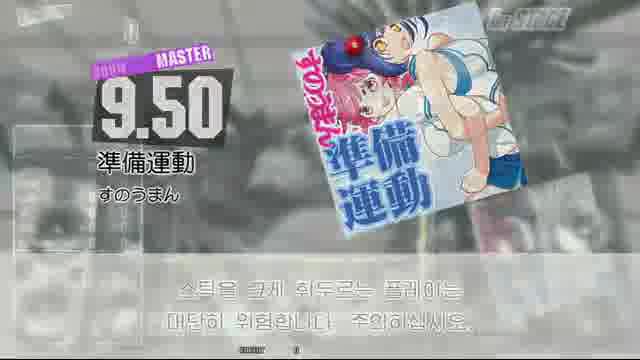 MASTER
9.50
準備運動
すのうまん
すのうまん
準備
運動
스틱을 크게 휘두르는 플레이는
대단히 위험합니다. 주의하십시오.